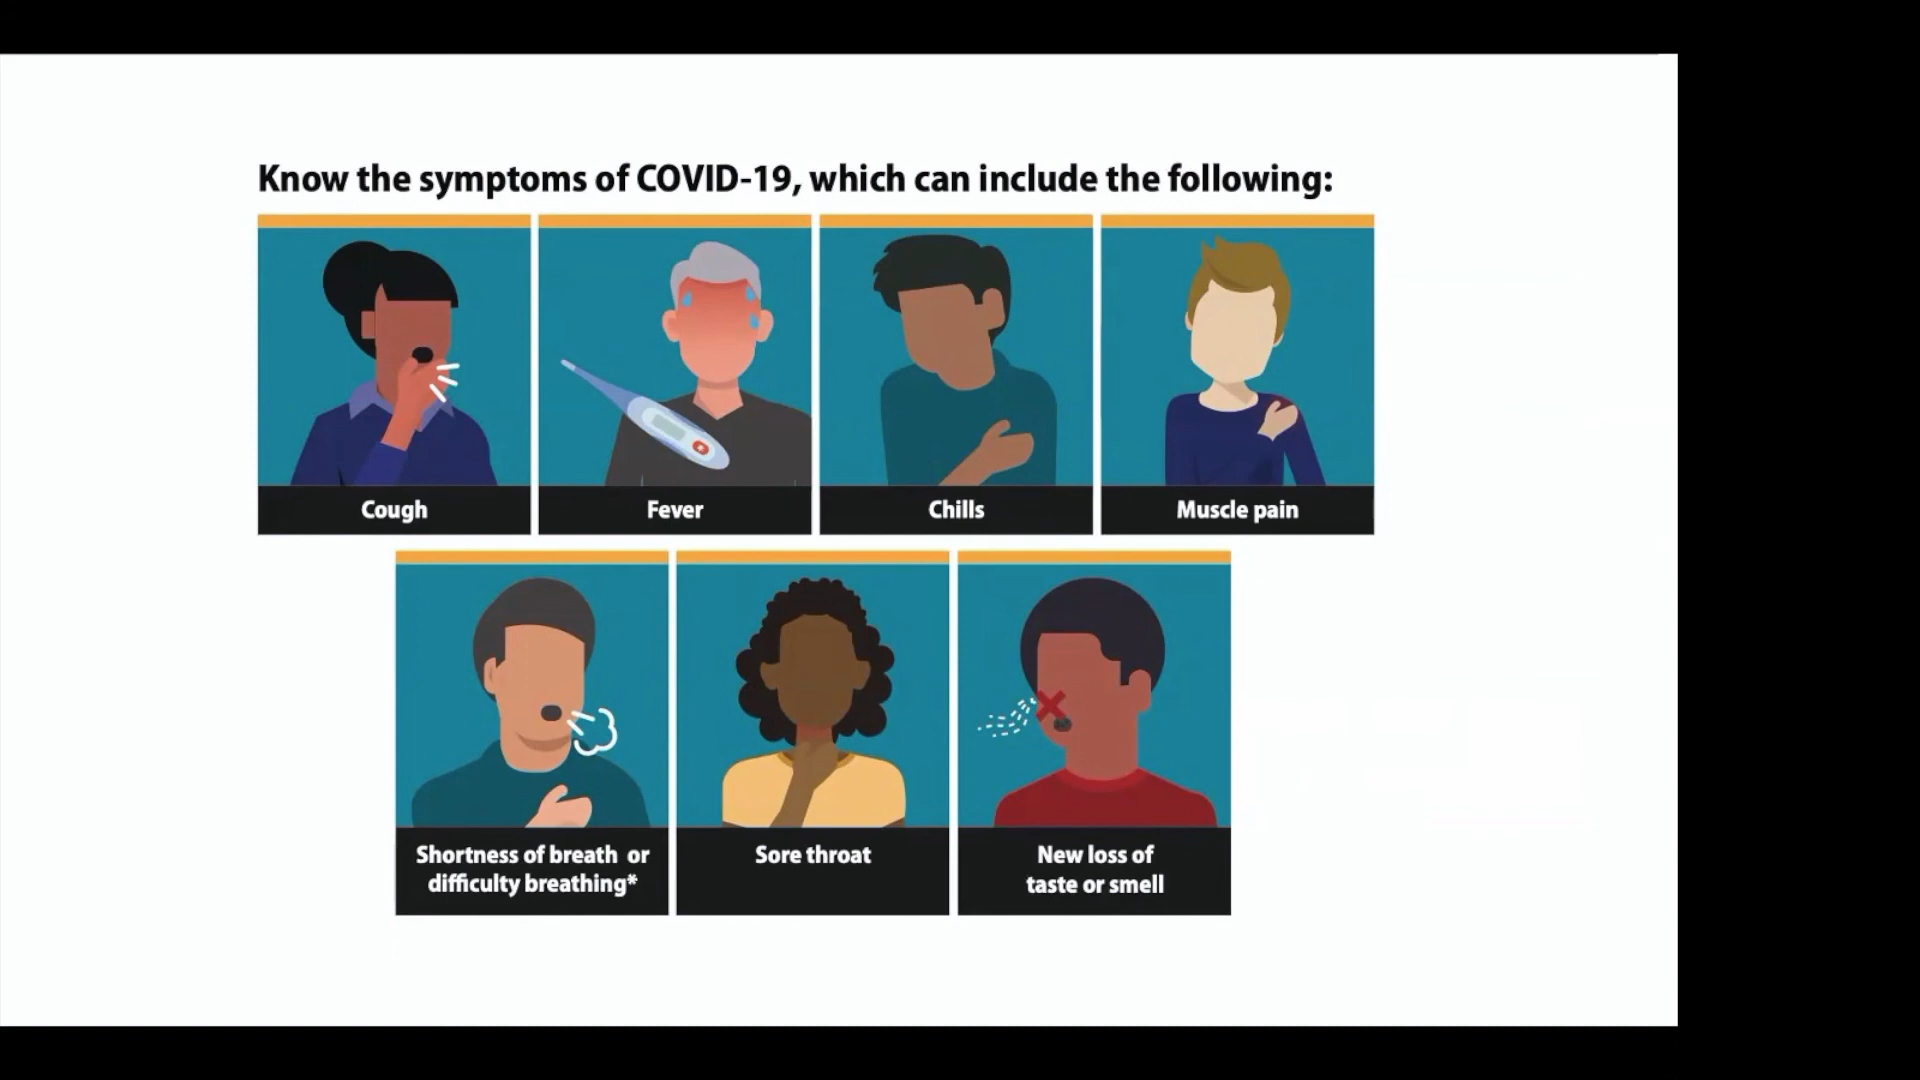 Know the symptoms of COVID-19, which can include the following:
Cough
Fever
Chills
Muscle pain
Shortness of breath or
difficulty breathing*
Sore throat
New loss of
taste or smell